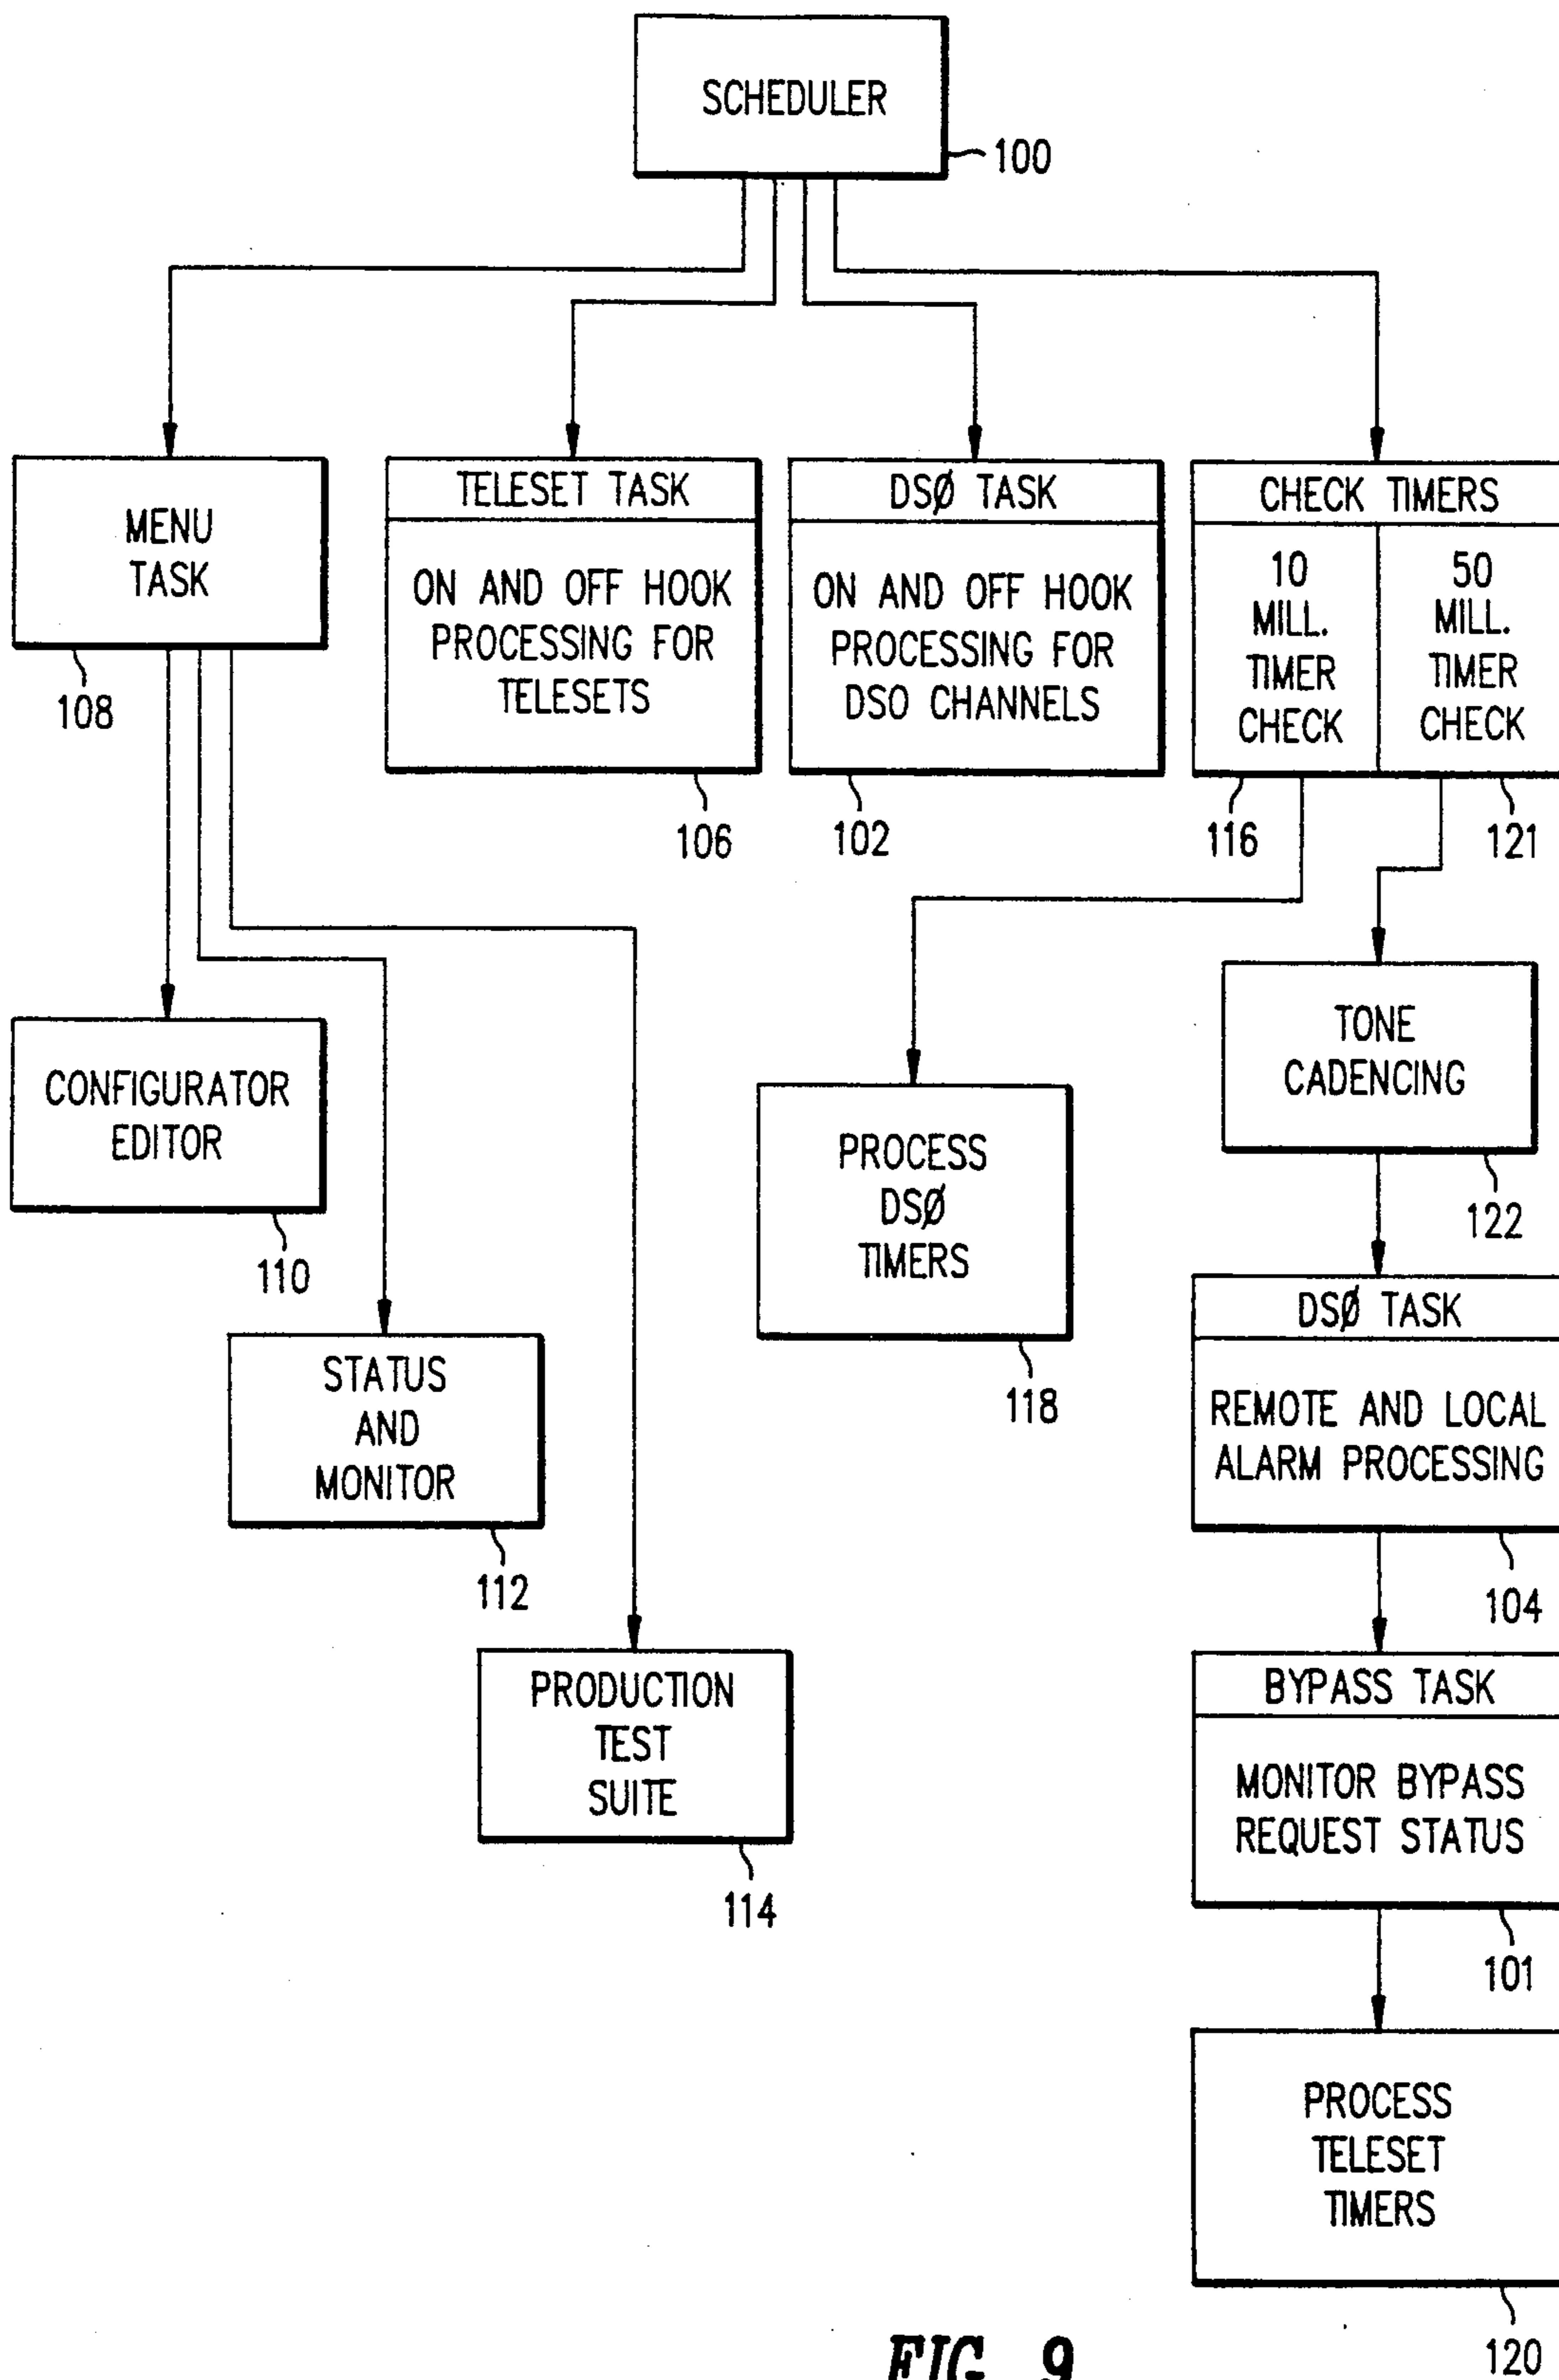 SCHEDULER
100
MENU
TASK
108
TELESET TASK
ON AND OFF HOOK
PROCESSING FOR
TELESETS
106
DSØ TASK
ON AND OFF HOOK
PROCESSING FOR
DSO CHANNELS
102
CHECK TIMERS
10
MILL.
TIMER
CHECK
116
50
MILL.
TIMER
CHECK
121
CONFIGURATOR
EDITOR
110
STATUS
AND
MONITOR
112
PRODUCTION
TEST
SUITE
114
PROCESS
DSØ
TIMERS
118
TONE
CADENCING
122
DSØ TASK
REMOTE AND LOCAL
ALARM PROCESSING
104
BYPASS TASK
MONITOR BYPASS
REQUEST STATUS
101
PROCESS
TELESET
TIMERS
120
FIG. 9